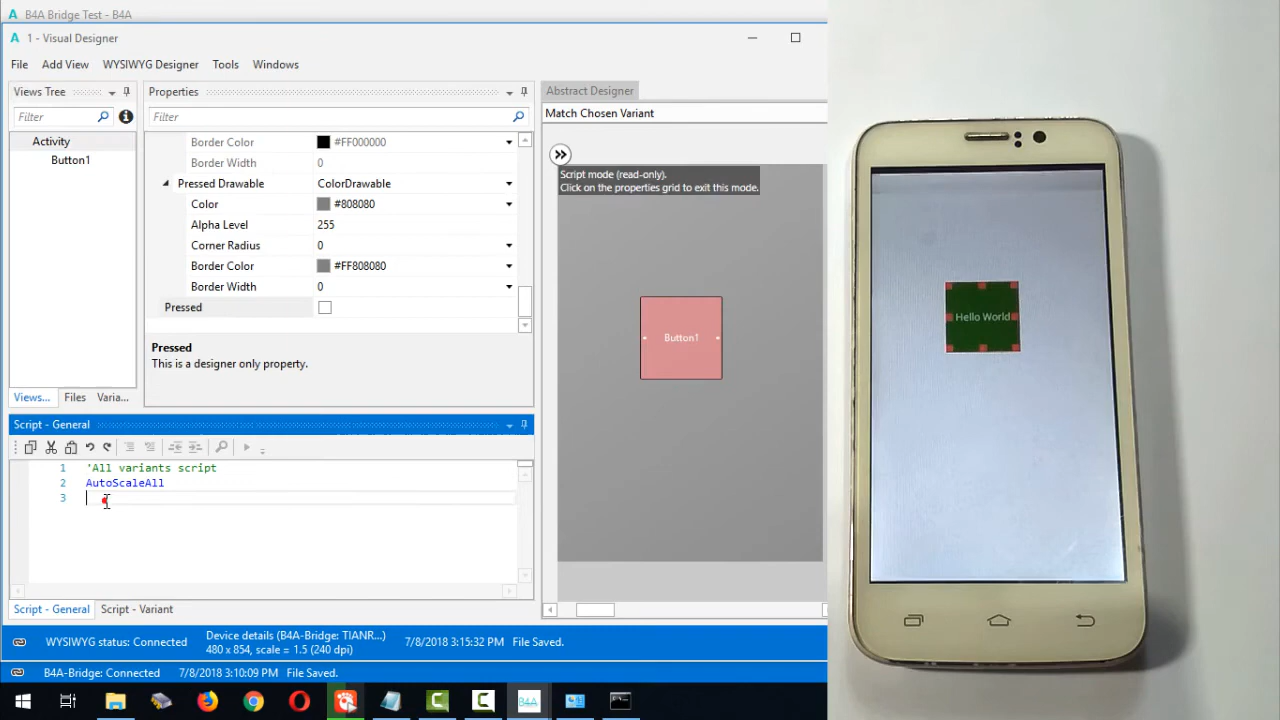 B4A Bridge Test - B4A
1 - Visual Designer
File Add View WYSIWYG Designer Tools Windows
Views Tree
Filter
Activity
Button1
Views... Files Varia...
Properties
Filter
Border Color #FF000000
Border Width 0
Pressed Drawable ColorDrawable
Color #808080
Alpha Level 255
Corner Radius 0
Border Color #FF808080
Border Width 0
Pressed
Pressed
This is a designer only property.
Abstract Designer
Match Chosen Variant
Script mode (read-only).
Click on the properties grid to exit this mode.
Button1
Hello World
Script - General
1 'All variants script
2 AutoScaleAll
3
Script - General Script - Variant
WYSIWYG status: Connected
Device details (B4A-Bridge: TIANR...
480 x 854, scale = 1.5 (240 dpi)
7/8/2018 3:15:32 PM File Saved.
B4A-Bridge: Connected 7/8/2018 3:10:09 PM File Saved.
B4A